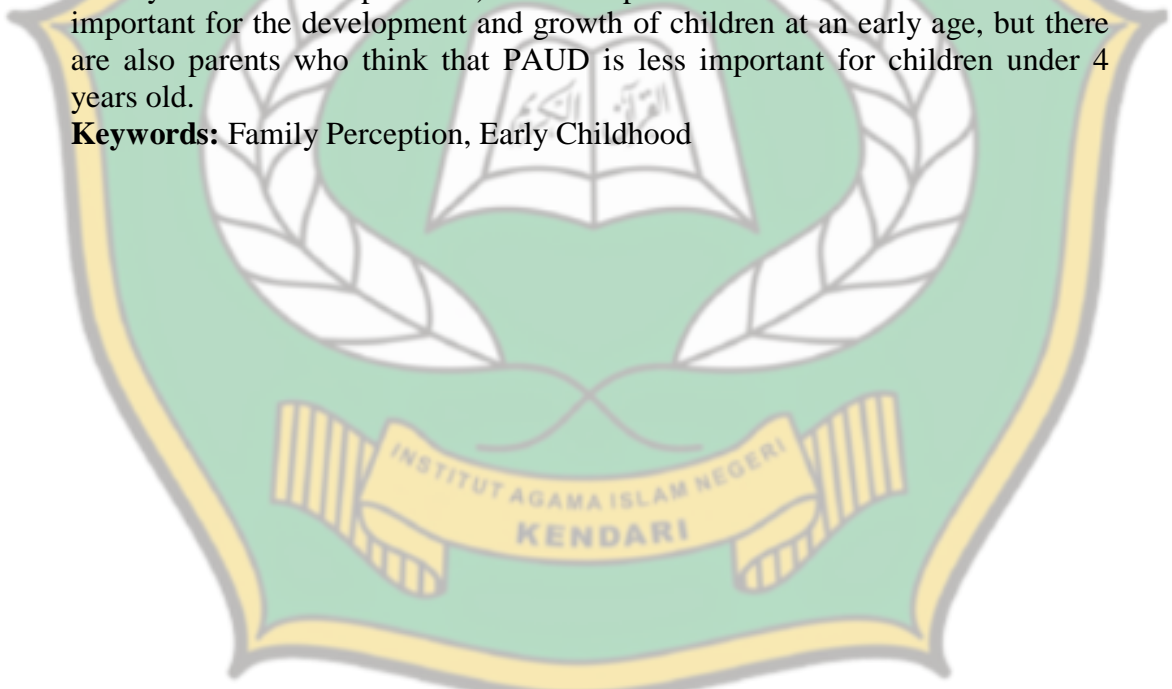 important for the development and growth of children at an early age, but there
are also parents who think that PAUD is less important for children under 4
years old.
Keywords: Family Perception, Early Childhood
القرآن الكريم
INSTITUT AGAMA ISLAM NEGERI
KENDARI